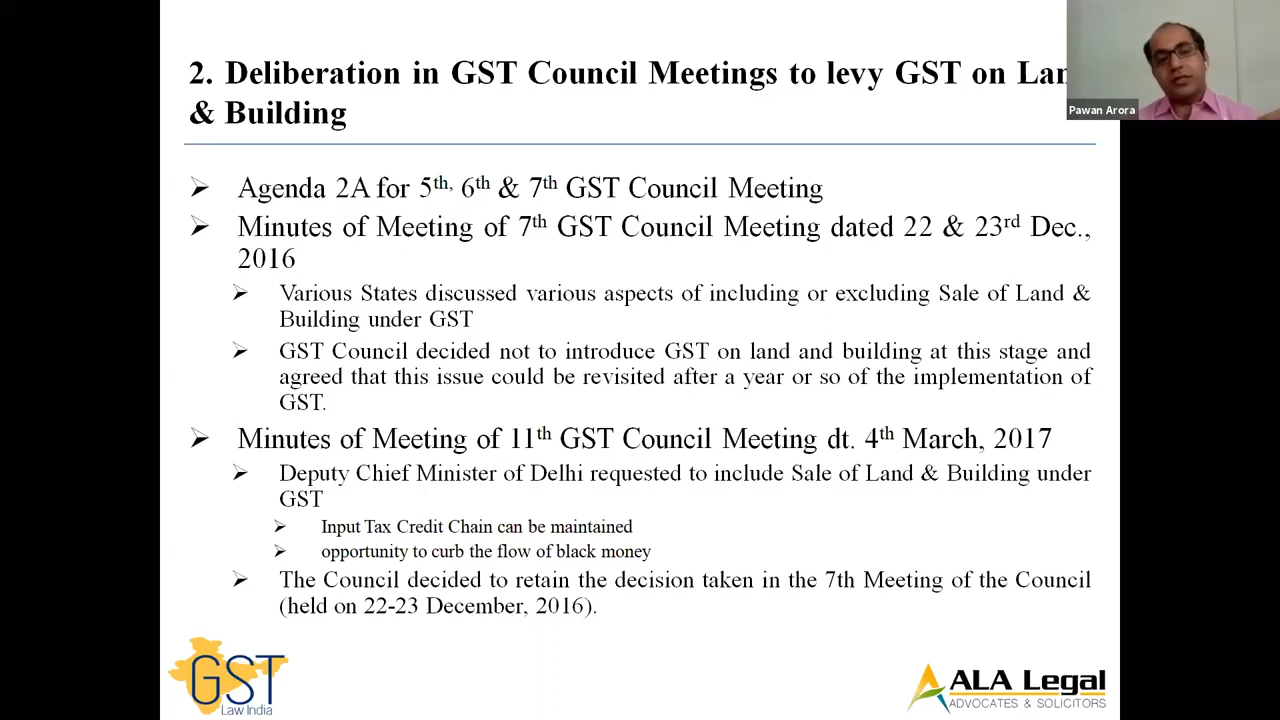 2. Deliberation in GST Council Meetings to levy GST on
& Building
Pawan Arora
➢ Agenda 2A for 5th, 6th & 7th GST Council Meeting
➢ Minutes of Meeting of 7th GST Council Meeting dated 22 & 23rd Dec.,
2016
➢ Various States discussed various aspects of including or excluding Sale of Land &
Building under GST
➢ GST Council decided not to introduce GST on land and building at this stage and
agreed that this issue could be revisited after a year or so of the implementation of
GST.
➢ Minutes of Meeting of 11th GST Council Meeting dt. 4th March, 2017
➢ Deputy Chief Minister of Delhi requested to include Sale of Land & Building under
GST
➢ Input Tax Credit Chain can be maintained
➢ opportunity to curb the flow of black money
➢ The Council decided to retain the decision taken in the 7th Meeting of the Council
(held on 22-23 December, 2016).
GST
Law India
ALA Legal
ADVOCATES & SOLICITORS